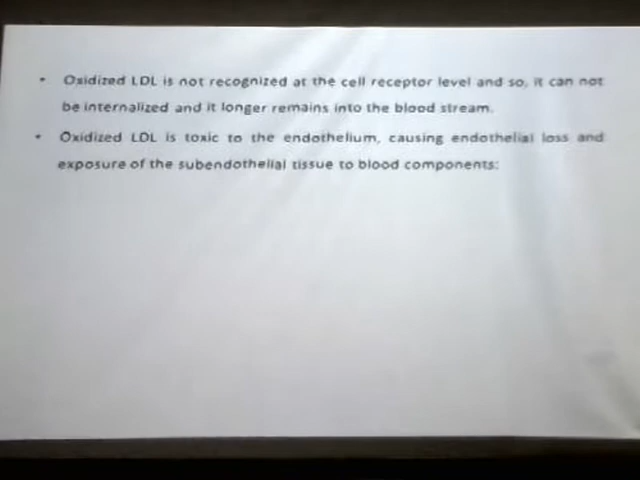 • Oxidized LDL is not recognized at the cell receptor level and so, it can not
be internalized and it longer remains into the blood stream.
• Oxidized LDL is toxic to the endothelium, causing endothelial loss and
exposure of the subendothelial tissue to blood components: